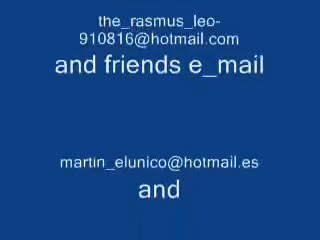 the_rasmus_leo-
910816@hotmail.com
and friends e_mail
martin_elunico@hotmail.es
and